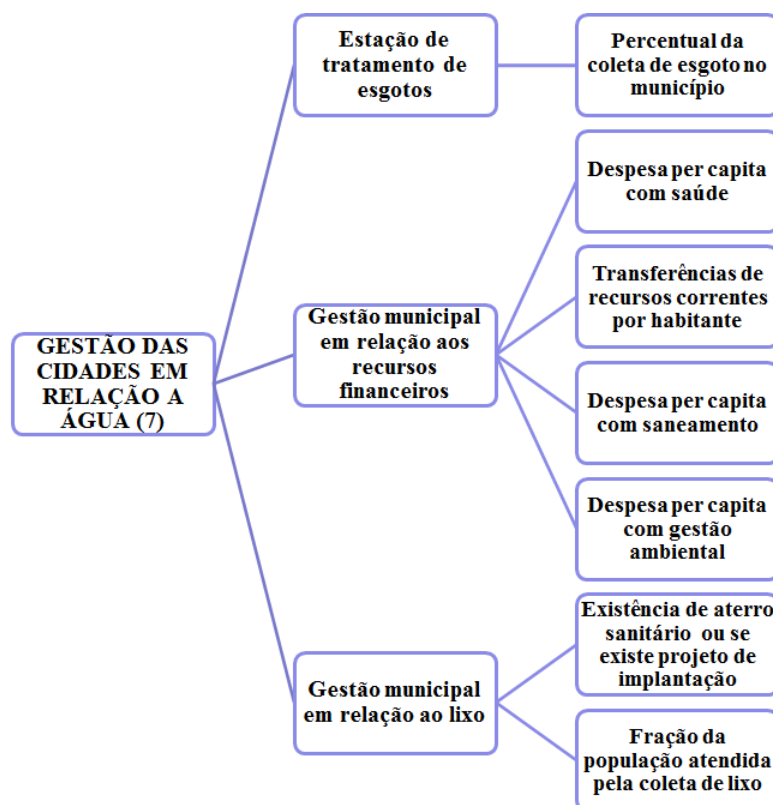 Estação de
tratamento de
esgotos
Percentual da
coleta de esgoto no
município
Despesa per capita
com saúde
Transferências de
recursos correntes
por habitante
GESTÃO DAS
CIDADES EM
RELAÇÃO A
ÁGUA (7)
Gestão municipal
em relação aos
recursos
financeiros
Despesa per capita
com saneamento
Despesa per capita
com gestão
ambiental
Existência de aterro
sanitário ou se
existe projeto de
implantação
Gestão municipal
em relação ao lixo
Fração da
população atendida
pela coleta de lixo